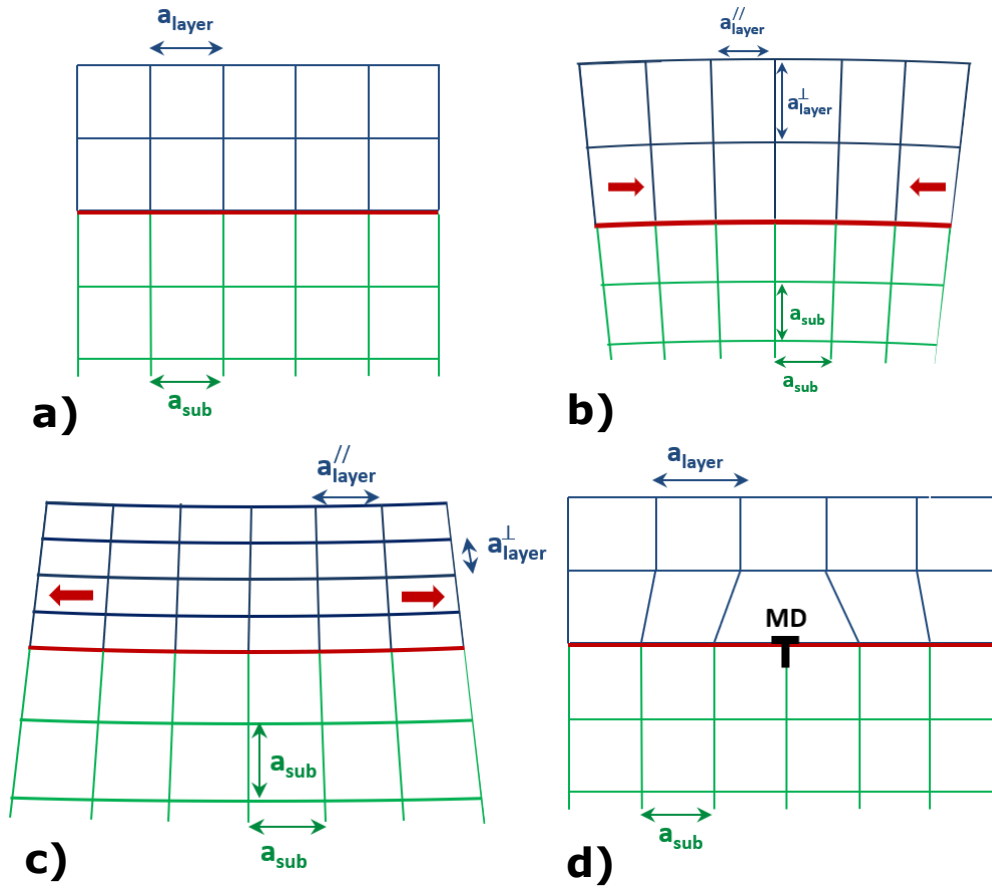 a_layer
a_sub
a)
a_layer^//
a_layer^⊥
a_sub
a_sub
b)
a_layer^//
a_layer^⊥
a_sub
a_sub
c)
a_layer
MD
a_sub
d)